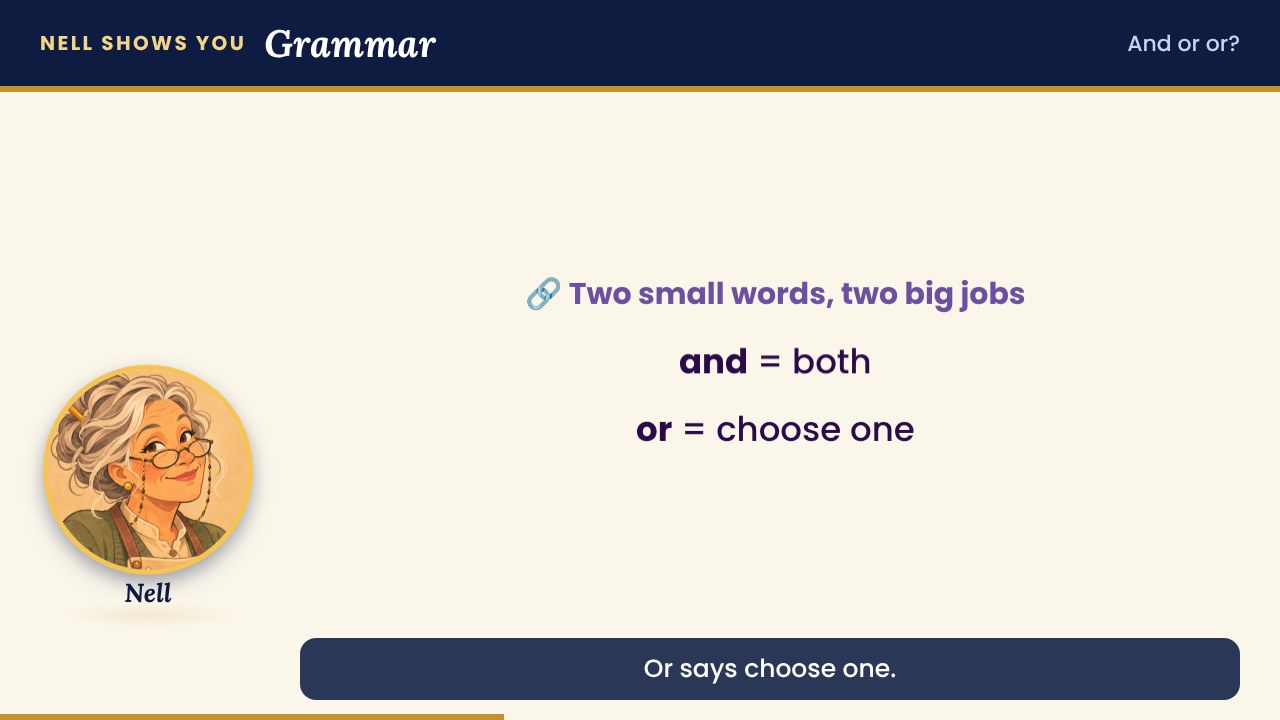 NELL SHOWS YOU Grammar
And or or?
🔗 Two small words, two big jobs
and = both
or = choose one
Nell
Or says choose one.